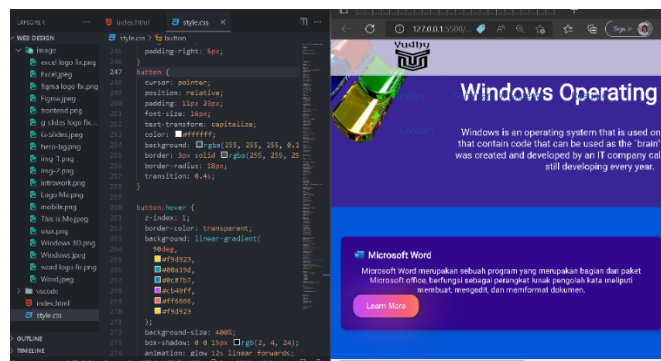 EXPLORER
index.html
style.css
WEB DESIGN
style.css > button
image
excel logo fix.png
Excel.jpeg
figma logo fix.png
Figma.jpeg
frontend.png
g slides logo fix...
G-Slides.jpeg
hero-bg.png
img-1.png
img-2.png
introwork.png
Logo Me.png
mobile.png
This is Me.jpeg
uiux.png
Windows 3D.png
Windows.jpeg
word logo fix.png
Word.jpeg
vscode
index.html
style.css
OUTLINE
TIMELINE
padding-right: 5px;
}
247 button {
cursor: pointer;
position: relative;
padding: 11px 23px;
font-size: 16px;
text-transform: capitalize;
color: #ffffff;
background: rgba(255, 255, 255, 0.1
border: 3px solid rgba(255, 255, 25
border-radius: 18px;
transition: 0.4s;
}
button:hover {
z-index: 1;
border-color: transparent;
background: linear-gradient(
90deg,
#f9d923,
#00a19d,
#0c87b7,
#cb49ff,
#ff6666,
#f9d923
);
background-size: 400%;
box-shadow: 0 0 15px rgb(2, 4, 24);
animation: glow 12s linear forwards;
127.0.0.1:5500/...
Sign in
Yudhy
Home
Contact
Windows Operating
Windows is an operating system that is used on
that contain code that can be used as the 'brain'
was created and developed by an IT company cal
still developing every year.
Microsoft Word
Microsoft Word merupakan sebuah program yang merupakan bagian dari paket
Microsoft office, berfungsi sebagai perangkat lunak pengolah kata meliputi
membuat, mengedit, dan memformat dokumen.
Learn More